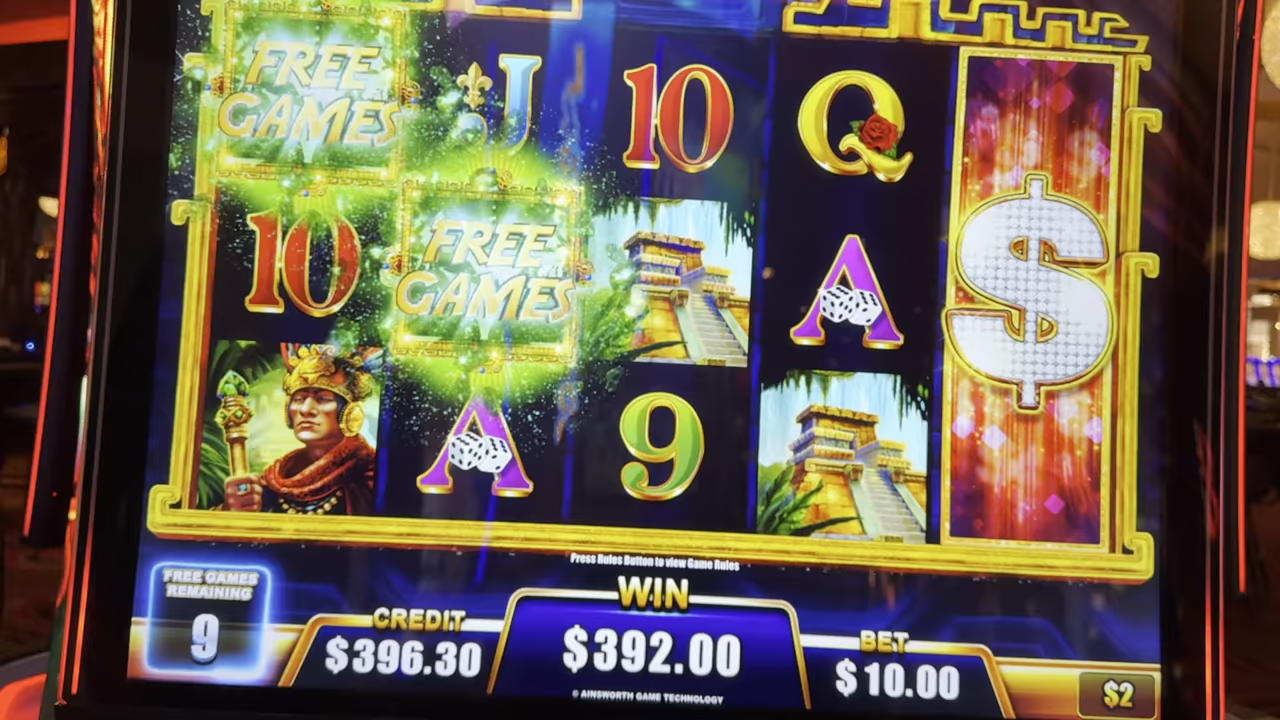 FREE
GAMES
J
10
Q
10
FREE
GAMES
A
$
A
9
Press Rules Button to view Game Rules
FREE GAMES
REMAINING
9
CREDIT
$396.30
WIN
$392.00
BET
$10.00
© AINSWORTH GAME TECHNOLOGY
$2